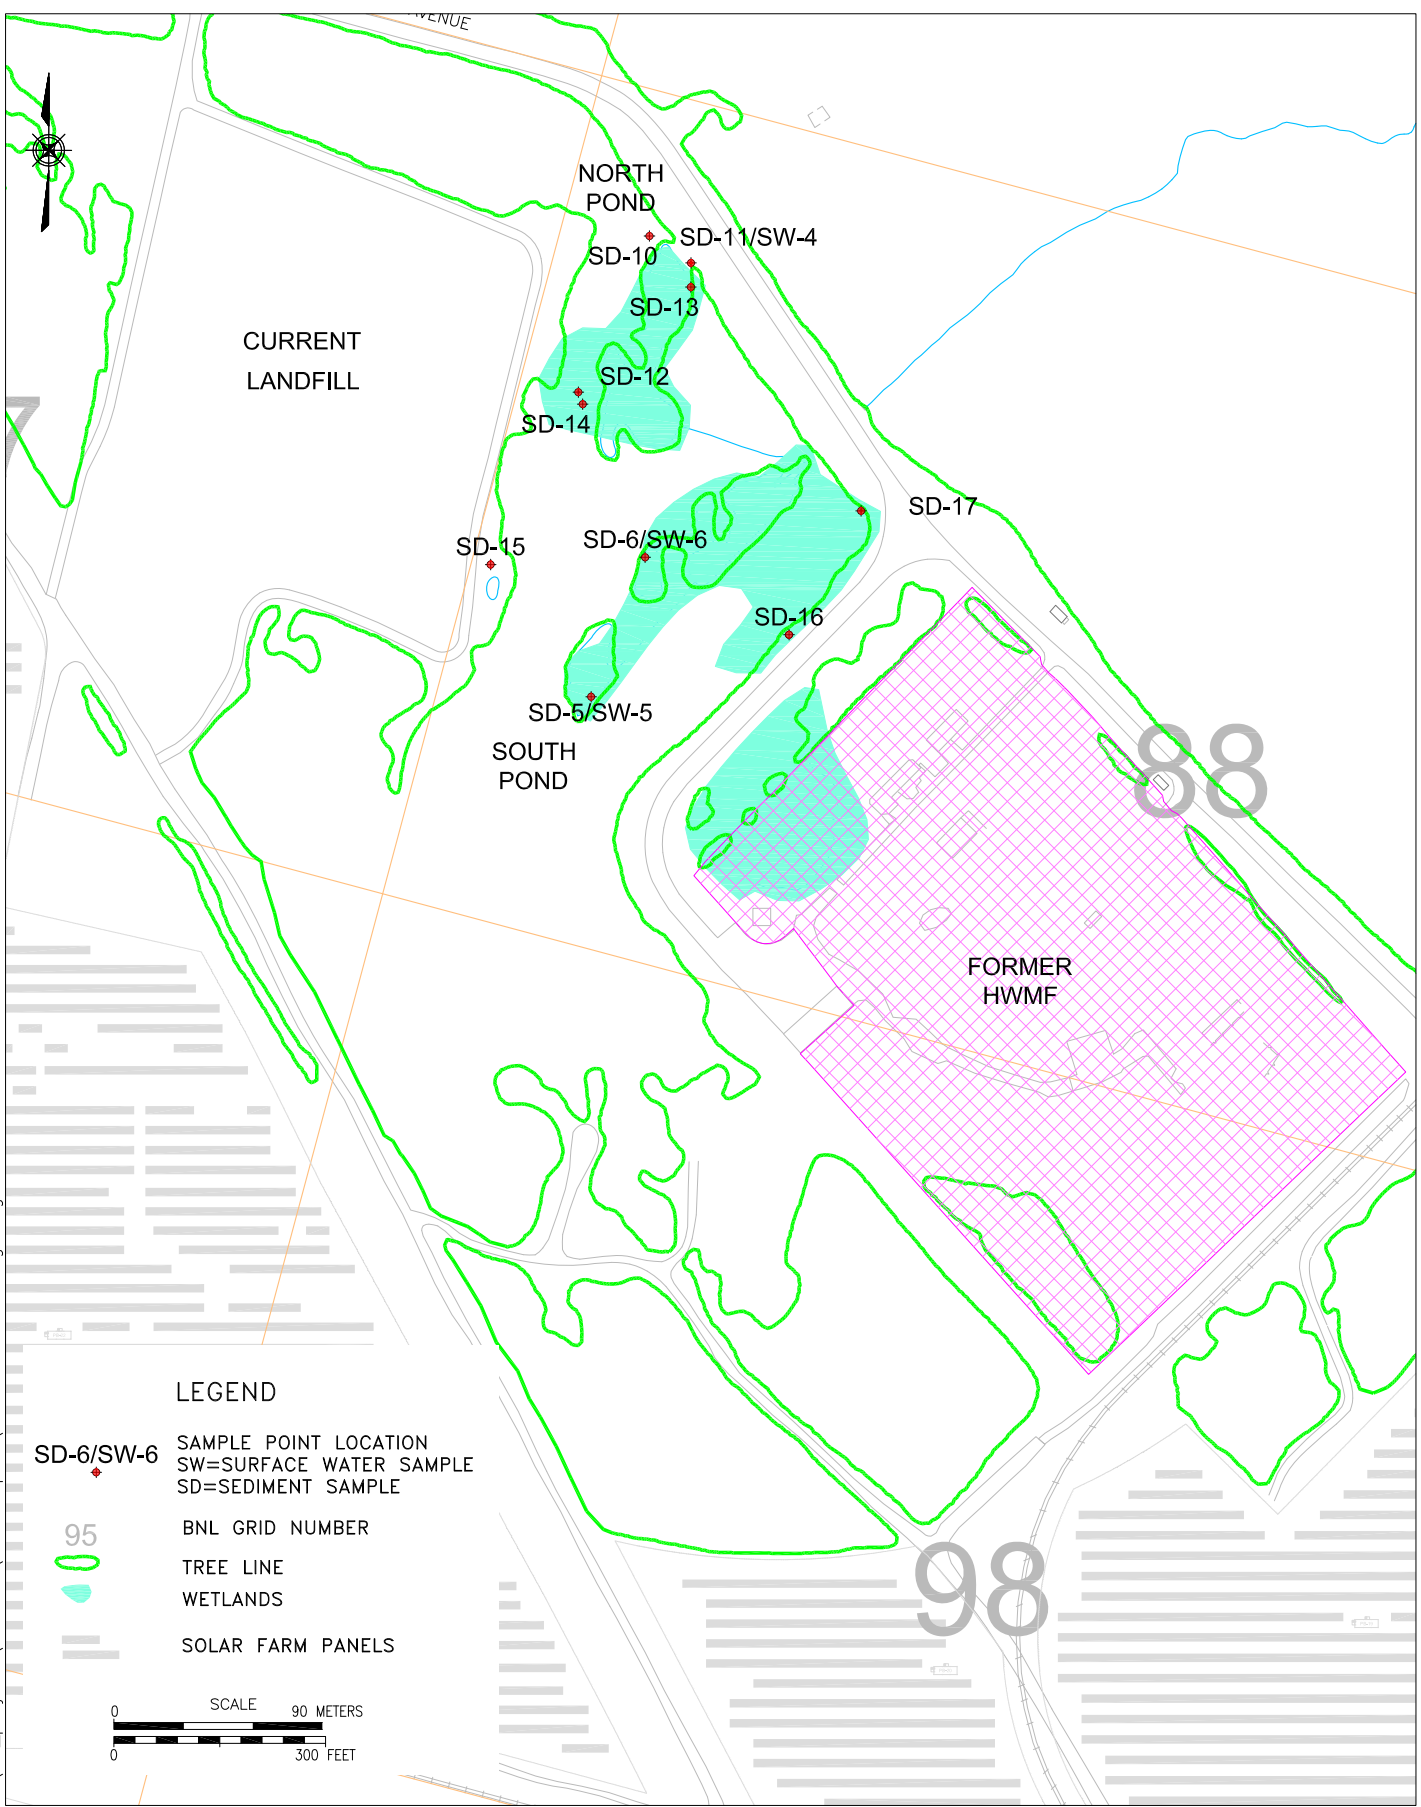 AVENUE
NORTH
POND
SD-11/SW-4
SD-10
SD-13
CURRENT
LANDFILL
SD-12
7
SD-14
SD-17
SD-6/SW-6
SD-15
SD-16
SD-5/SW-5
SOUTH
POND
88
FORMER
HWMF
LEGEND
SD-6/SW-6
SAMPLE POINT LOCATION
SW=SURFACE WATER SAMPLE
SD=SEDIMENT SAMPLE
95
BNL GRID NUMBER
TREE LINE
WETLANDS
SOLAR FARM PANELS
98
SCALE
0 90 METERS
0 300 FEET